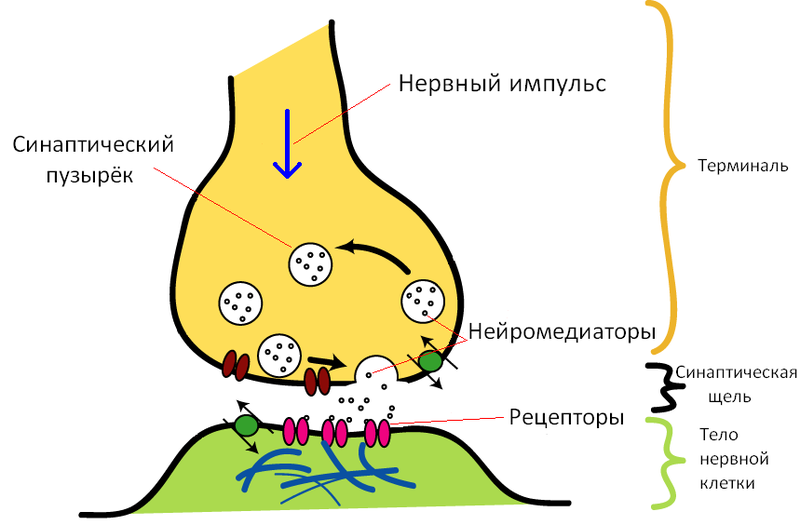 Нервный импульс
Синаптический
пузырёк
Терминаль
Нейромедиаторы
Синаптическая
щель
Рецепторы
Тело
нервной
клетки